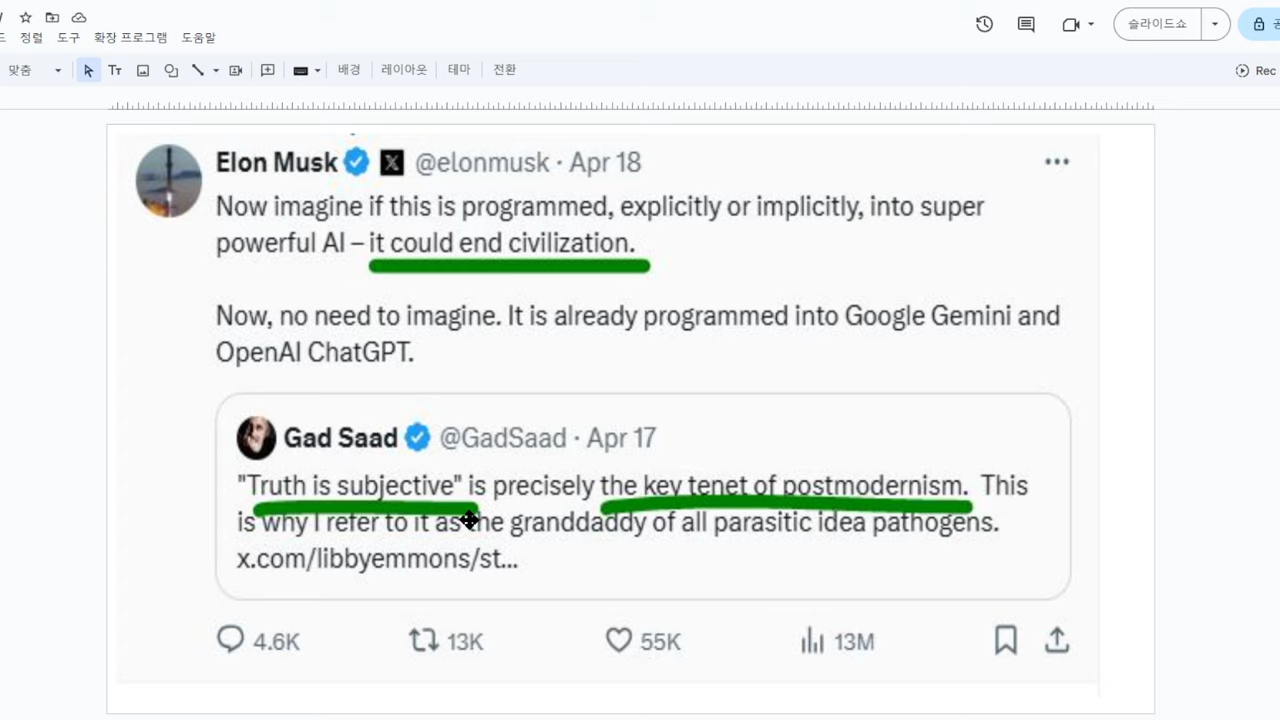 정렬 도구 확장 프로그램 도움말
슬라이드쇼
맞춤 Tт 배경 레이아웃 테마 전환 Rec
Elon Musk @elonmusk · Apr 18
Now imagine if this is programmed, explicitly or implicitly, into super
powerful AI – it could end civilization.
Now, no need to imagine. It is already programmed into Google Gemini and
OpenAI ChatGPT.
Gad Saad @GadSaad · Apr 17
"Truth is subjective" is precisely the key tenet of postmodernism. This
is why I refer to it as the granddaddy of all parasitic idea pathogens.
x.com/libbyemmons/st...
4.6K 13K 55K 13M